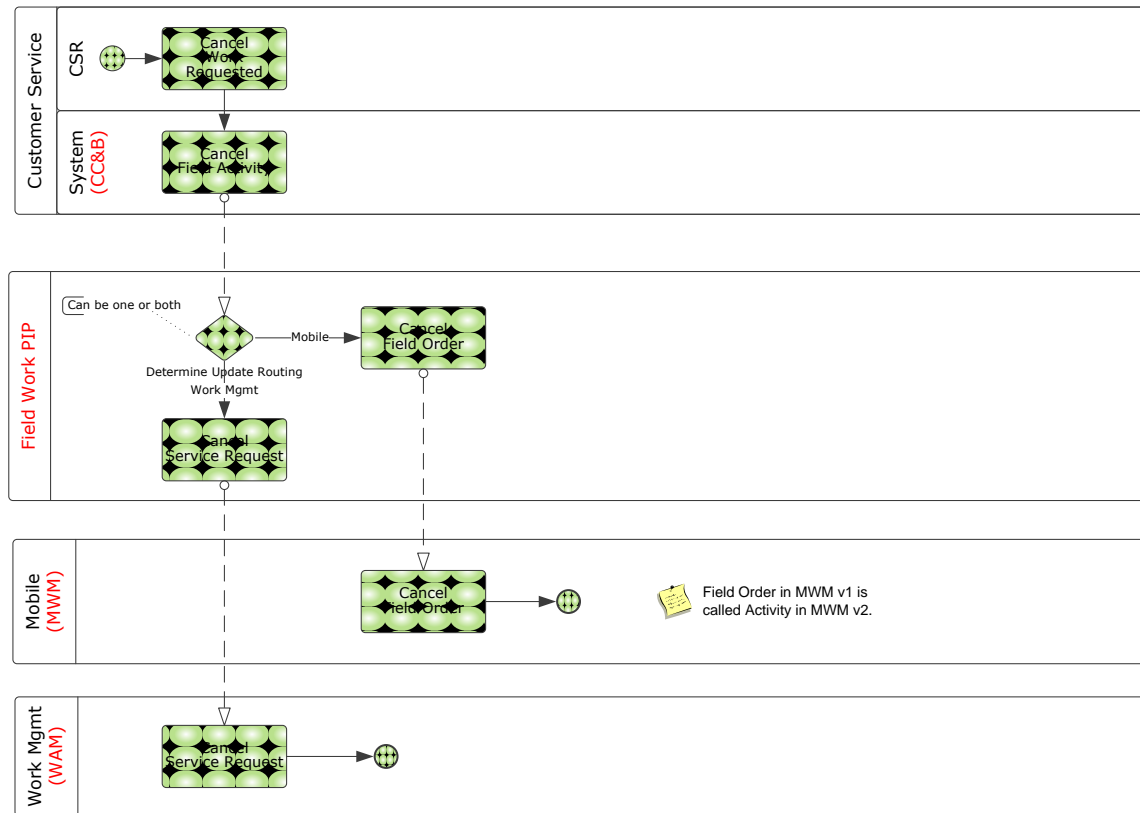 Customer Service
CSR
Cancel
Work
Requested
System
(CC&B)
Cancel
Field Activity
Field Work PIP
Can be one or both
Mobile
Cancel
Field Order
Determine Update Routing
Work Mgmt
Cancel
Service Request
Mobile
(MWM)
Cancel
Field Order
Field Order in MWM v1 is
called Activity in MWM v2.
Work Mgmt
(WAM)
Cancel
Service Request